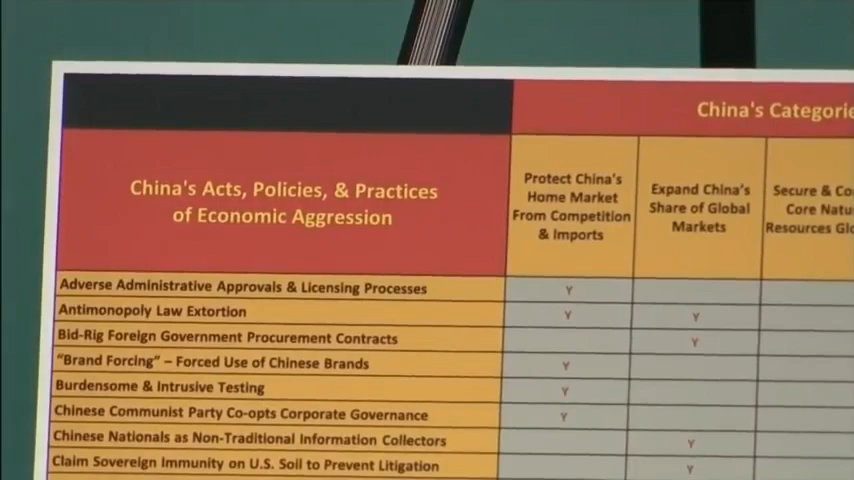 China's Categorie
China's Acts, Policies, & Practices
of Economic Aggression
Protect China's
Home Market
From Competition
& Imports
Expand China's
Share of Global
Markets
Secure & Co
Core Natu
Resources Glo
Adverse Administrative Approvals & Licensing Processes Y
Antimonopoly Law Extortion Y Y
Bid-Rig Foreign Government Procurement Contracts Y
“Brand Forcing” – Forced Use of Chinese Brands Y
Burdensome & Intrusive Testing Y
Chinese Communist Party Co-opts Corporate Governance Y
Chinese Nationals as Non-Traditional Information Collectors Y
Claim Sovereign Immunity on U.S. Soil to Prevent Litigation Y